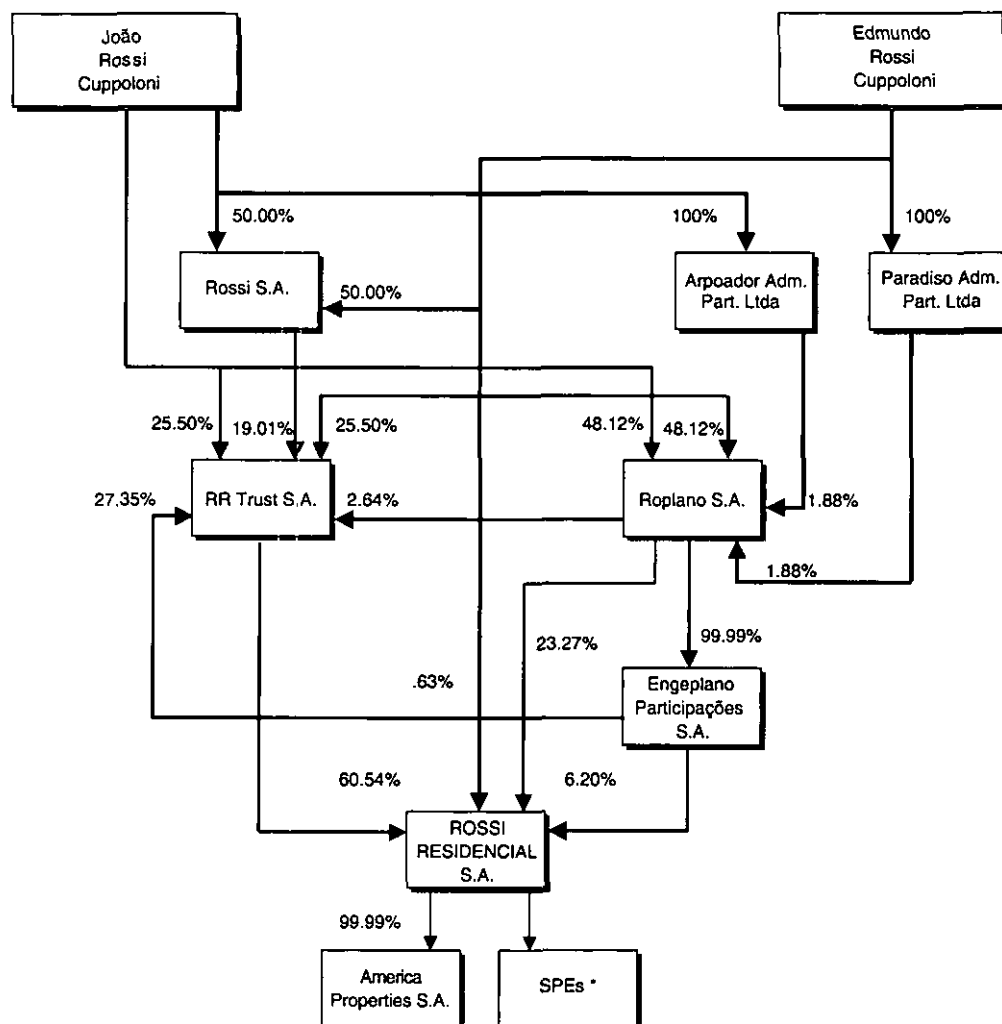 João
Rossi
Cuppoloni
Edmundo
Rossi
Cuppoloni
50.00%
100%
100%
Rossi S.A.
50.00%
Arpoador Adm.
Part. Ltda
Paradiso Adm.
Part. Ltda
25.50%
19.01%
25.50%
48.12%
48.12%
27.35%
RR Trust S.A.
2.64%
Roplano S.A.
1.88%
1.88%
23.27%
99.99%
.63%
Engeplano
Participações
S.A.
60.54%
6.20%
ROSSI
RESIDENCIAL
S.A.
99.99%
America
Properties S.A.
SPEs *